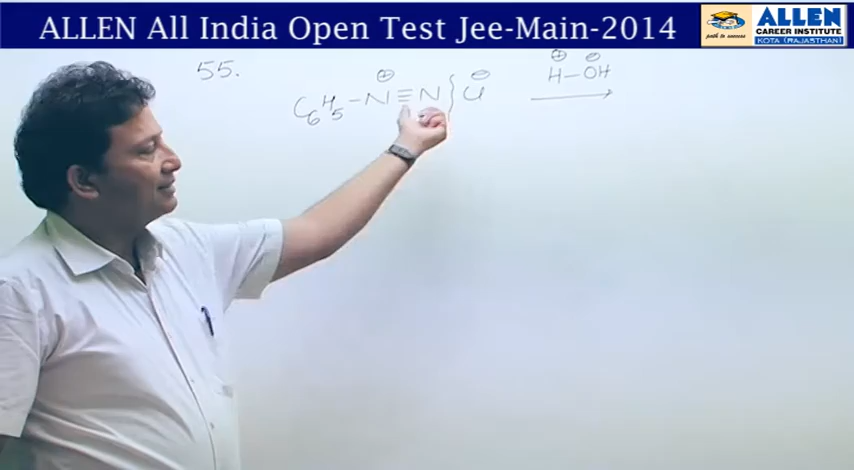 ALLEN All India Open Test Jee-Main-2014
path to success
ALLEN
CAREER INSTITUTE
KOTA (RAJASTHAN)
55.
C₆H₅-N⊕≡N } Cl⊖
H⊕-OH⊖ →